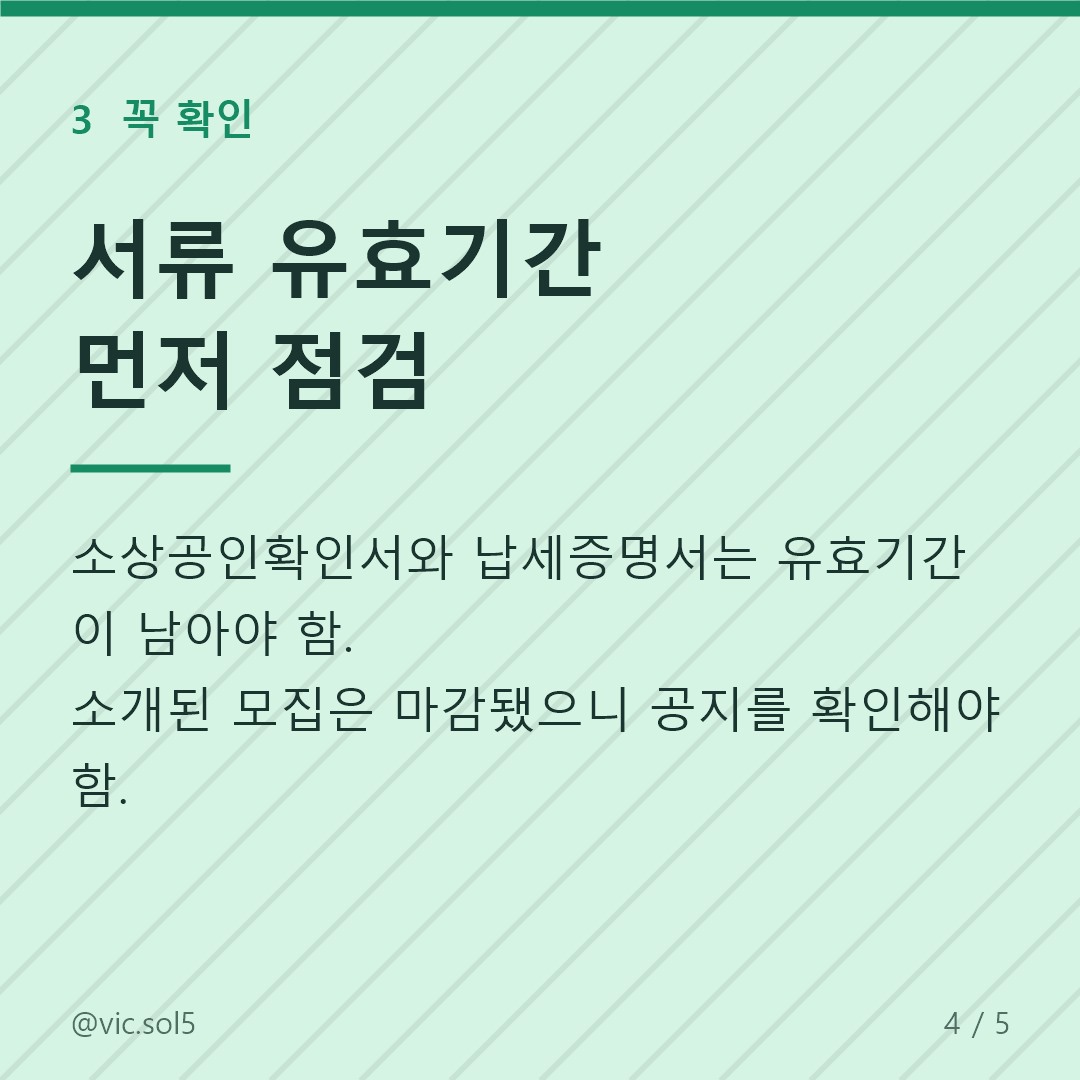 3 꼭 확인
서류 유효기간
먼저 점검
소상공인확인서와 납세증명서는 유효기간
이 남아야 함.
소개된 모집은 마감됐으니 공지를 확인해야
함.
@vic.sol5
4 / 5